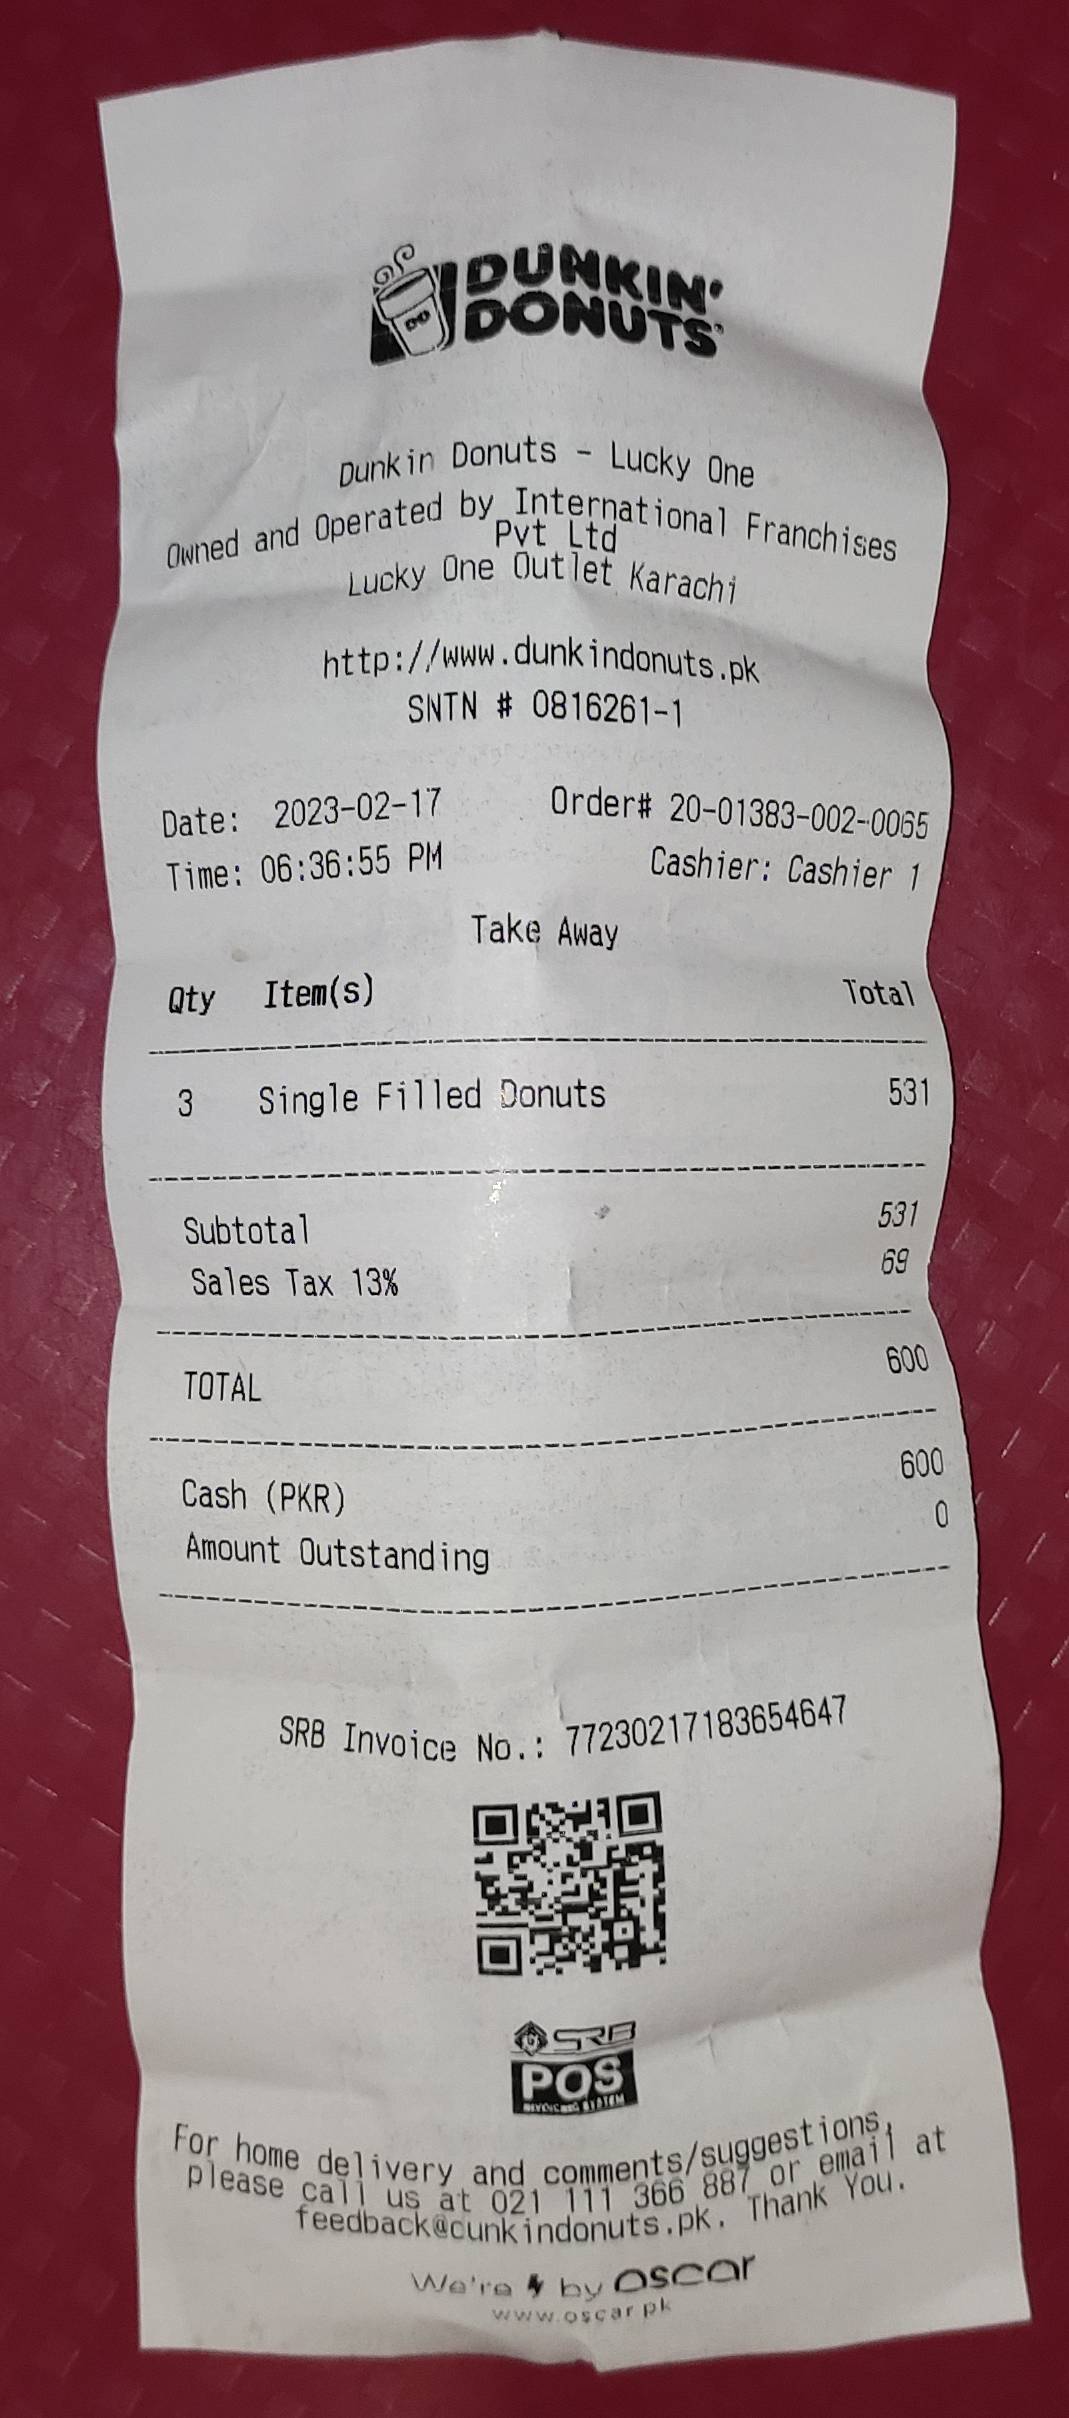 DUNKIN'
DONUTS
Dunkin Donuts - Lucky One
Owned and Operated by International Franchises
Pvt Ltd
Lucky One Outlet Karachi
http://www.dunkindonuts.pk
SNTN # 0816261-1
Date: 2023-02-17 Order# 20-01383-002-0065
Time: 06:36:55 PM Cashier: Cashier 1
Take Away
Qty Item(s) Total
3 Single Filled Donuts 531
Subtotal 531
Sales Tax 13% 69
TOTAL 600
Cash (PKR) 600
Amount Outstanding 0
SRB Invoice No.: 77230217183654647
SRB
POS
INVOICING SYSTEM
For home delivery and comments/suggestions,
please call us at 021 111 366 887 or email at
feedback@cunkindonuts.pk. Thank You.
We're by oscar
www.oscar.pk